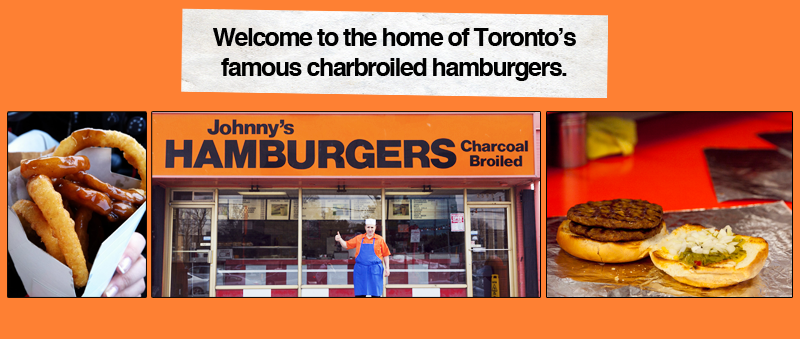 Welcome to the home of Toronto's
famous charbroiled hamburgers.
Johnny's
HAMBURGERS
Charcoal
Broiled